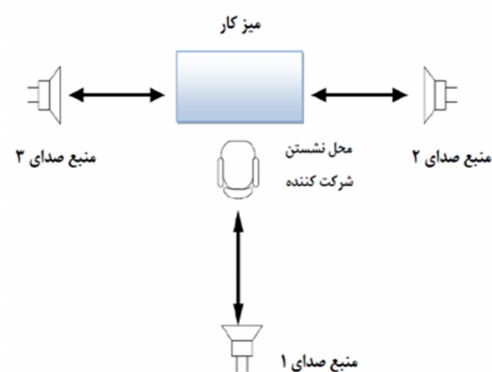 میز کار
منبع صدای ۳
محل نشستن
شرکت کننده
منبع صدای ۲
منبع صدای ۱